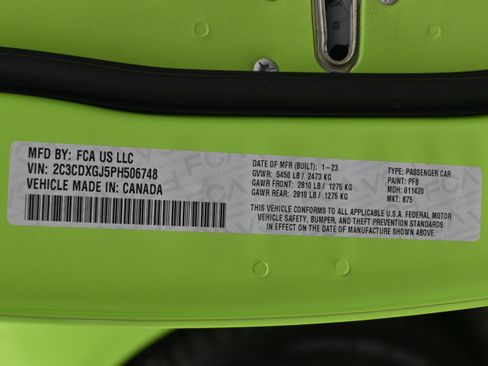 MFD BY: FCA US LLC
VIN: 2C3CDXGJ5PH506748
VEHICLE MADE IN: CANADA
DATE OF MFR (BUILT): 1-23
GVWR: 5450 LB / 2473 KG
GAWR FRONT: 2810 LB / 1275 KG
GAWR REAR: 2810 LB / 1275 KG
TYPE: PASSENGER CAR
PAINT: PFB
MDH: 011420
MKT: 875
THIS VEHICLE CONFORMS TO ALL APPLICABLE U.S.A. FEDERAL MOTOR
VEHICLE SAFETY, BUMPER, AND THEFT PREVENTION STANDARDS
IN EFFECT ON THE DATE OF MANUFACTURE SHOWN ABOVE.